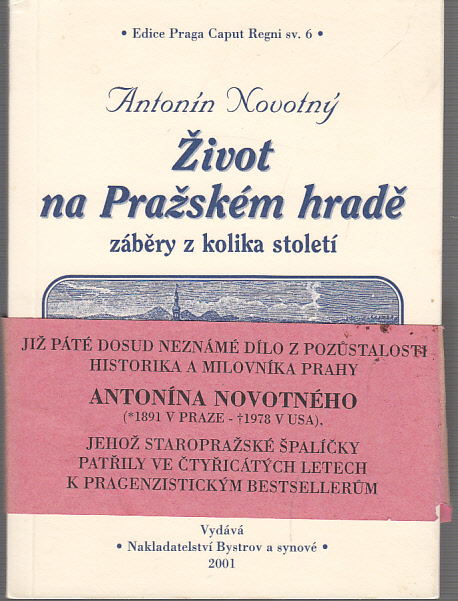 • Edice Praga Caput Regni sv. 6 •
Antonín Novotný
Život
na Pražském hradě
záběry z kolika století
JIŽ PÁTÉ DOSUD NEZNÁMÉ DÍLO Z POZŮSTALOSTI
HISTORIKA A MILOVNÍKA PRAHY
ANTONÍNA NOVOTNÉHO
(*1891 V PRAZE - †1978 V USA),
JEHOŽ STAROPRAŽSKÉ ŠPALÍČKY
PATŘILY VE ČTYŘICÁTÝCH LETECH
K PRAGENZISTICKÝM BESTSELLERŮM
Vydává
• Nakladatelství Bystrov a synové •
2001